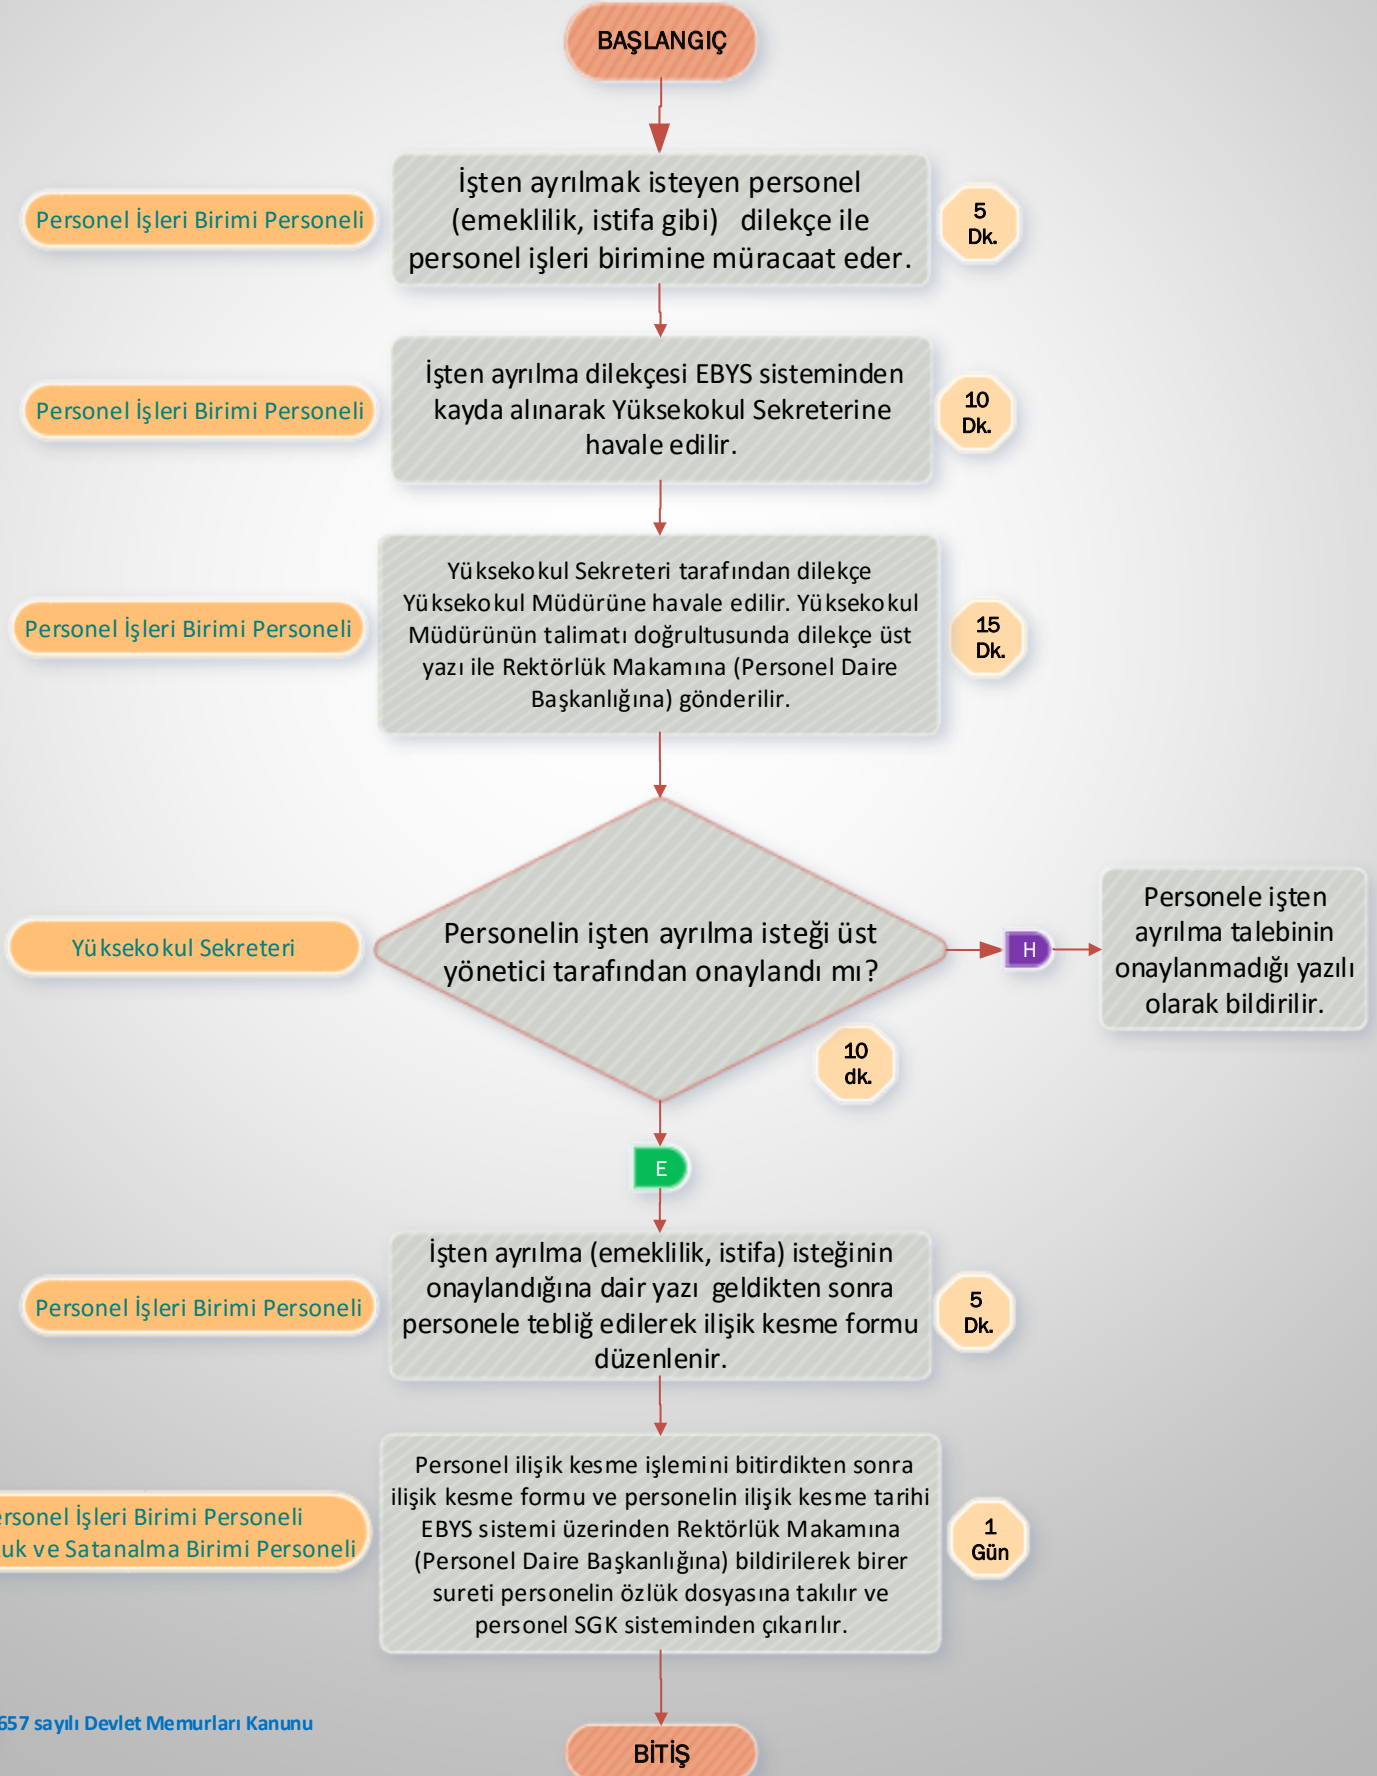 BAŞLANGIÇ
Personel İşleri Birimi Personeli
İşten ayrılmak isteyen personel
(emeklilik, istifa gibi) dilekçe ile
personel işleri birimine müracaat eder.
5
Dk.
Personel İşleri Birimi Personeli
İşten ayrılma dilekçesi EBYS sisteminden
kayda alınarak Yüksekokul Sekreterine
havale edilir.
10
Dk.
Personel İşleri Birimi Personeli
Yüksekokul Sekreteri tarafından dilekçe
Yüksekokul Müdürüne havale edilir. Yüksekokul
Müdürünün talimatı doğrultusunda dilekçe üst
yazı ile Rektörlük Makamına (Personel Daire
Başkanlığına) gönderilir.
15
Dk.
Yüksekokul Sekreteri
Personelin işten ayrılma isteği üst
yönetici tarafından onaylandı mı?
10
dk.
H
Personele işten
ayrılma talebinin
onaylanmadığı yazılı
olarak bildirilir.
E
Personel İşleri Birimi Personeli
İşten ayrılma (emeklilik, istifa) isteğinin
onaylandığına dair yazı geldikten sonra
personele tebliğ edilerek ilişik kesme formu
düzenlenir.
5
Dk.
ersonel İşleri Birimi Personeli
uk ve Satanalma Birimi Personeli
Personel ilişik kesme işlemini bitirdikten sonra
ilişik kesme formu ve personelin ilişik kesme tarihi
EBYS sistemi üzerinden Rektörlük Makamına
(Personel Daire Başkanlığına) bildirilerek birer
sureti personelin özlük dosyasına takılır ve
personel SGK sisteminden çıkarılır.
1
Gün
657 sayılı Devlet Memurları Kanunu
BİTİŞ